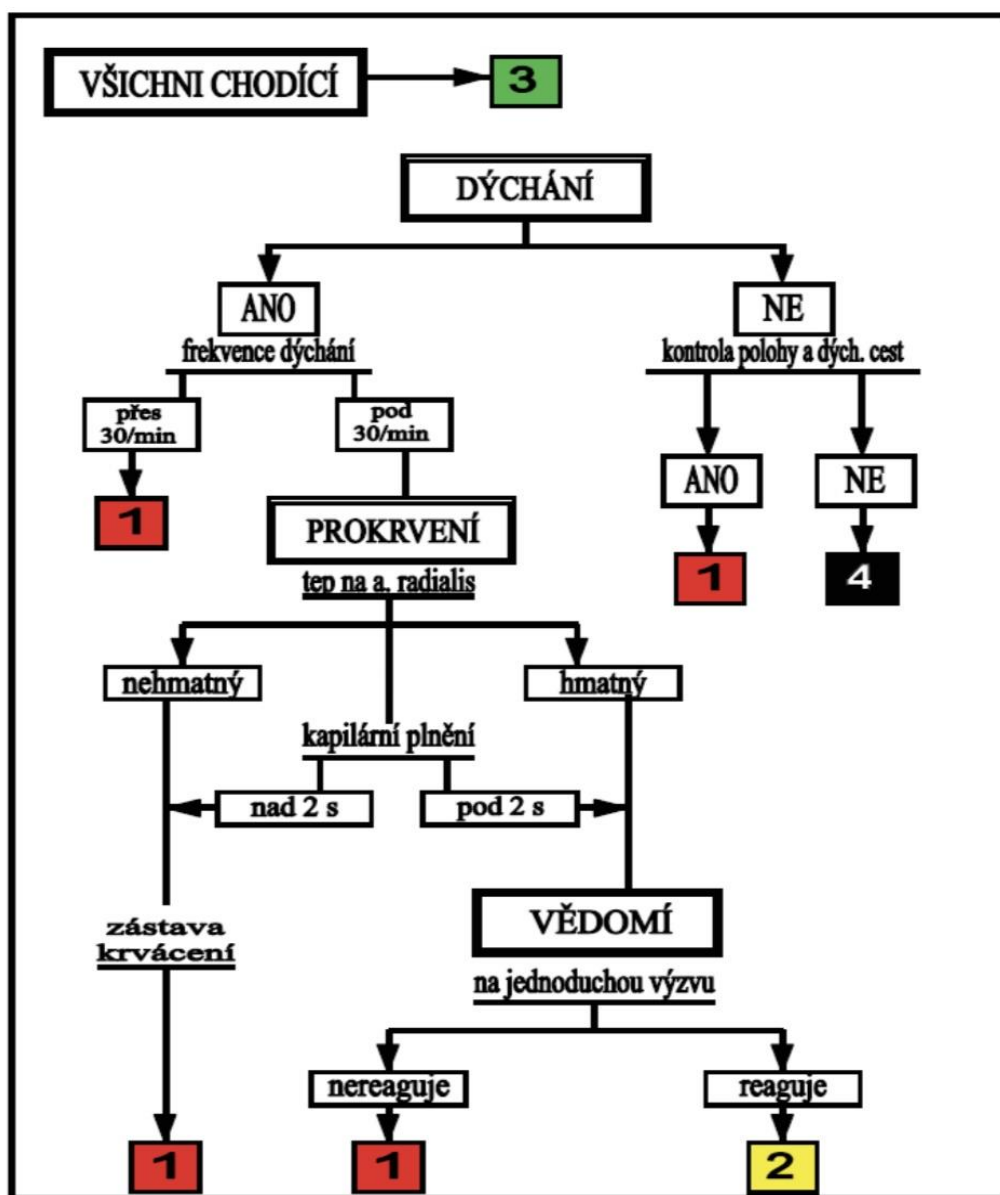 VŠICHNI CHODÍCÍ
3
DÝCHÁNÍ
ANO
NE
frekvence dýchání
kontrola polohy a dých. cest
přes
30/min
pod
30/min
ANO
NE
1
PROKRVENÍ
1
4
tep na a. radialis
nehmatný
hmatný
kapilární plnění
nad 2 s
pod 2 s
VĚDOMÍ
zástava
krvácení
na jednoduchou výzvu
nereaguje
reaguje
1
1
2